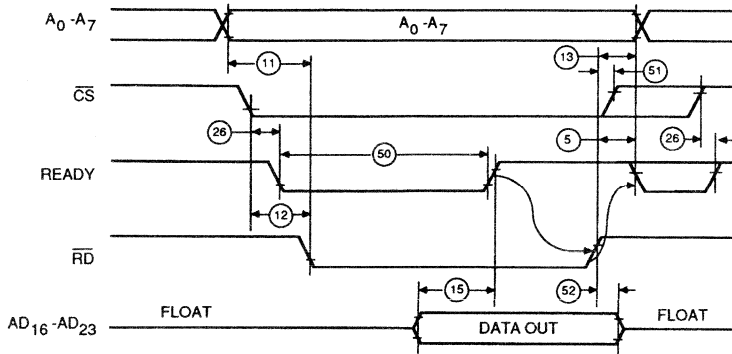 A0-A7 A0-A7
11 13 51
CS
26 50 5 26
READY
12
RD
15 52
FLOAT FLOAT
AD16-AD23 DATA OUT